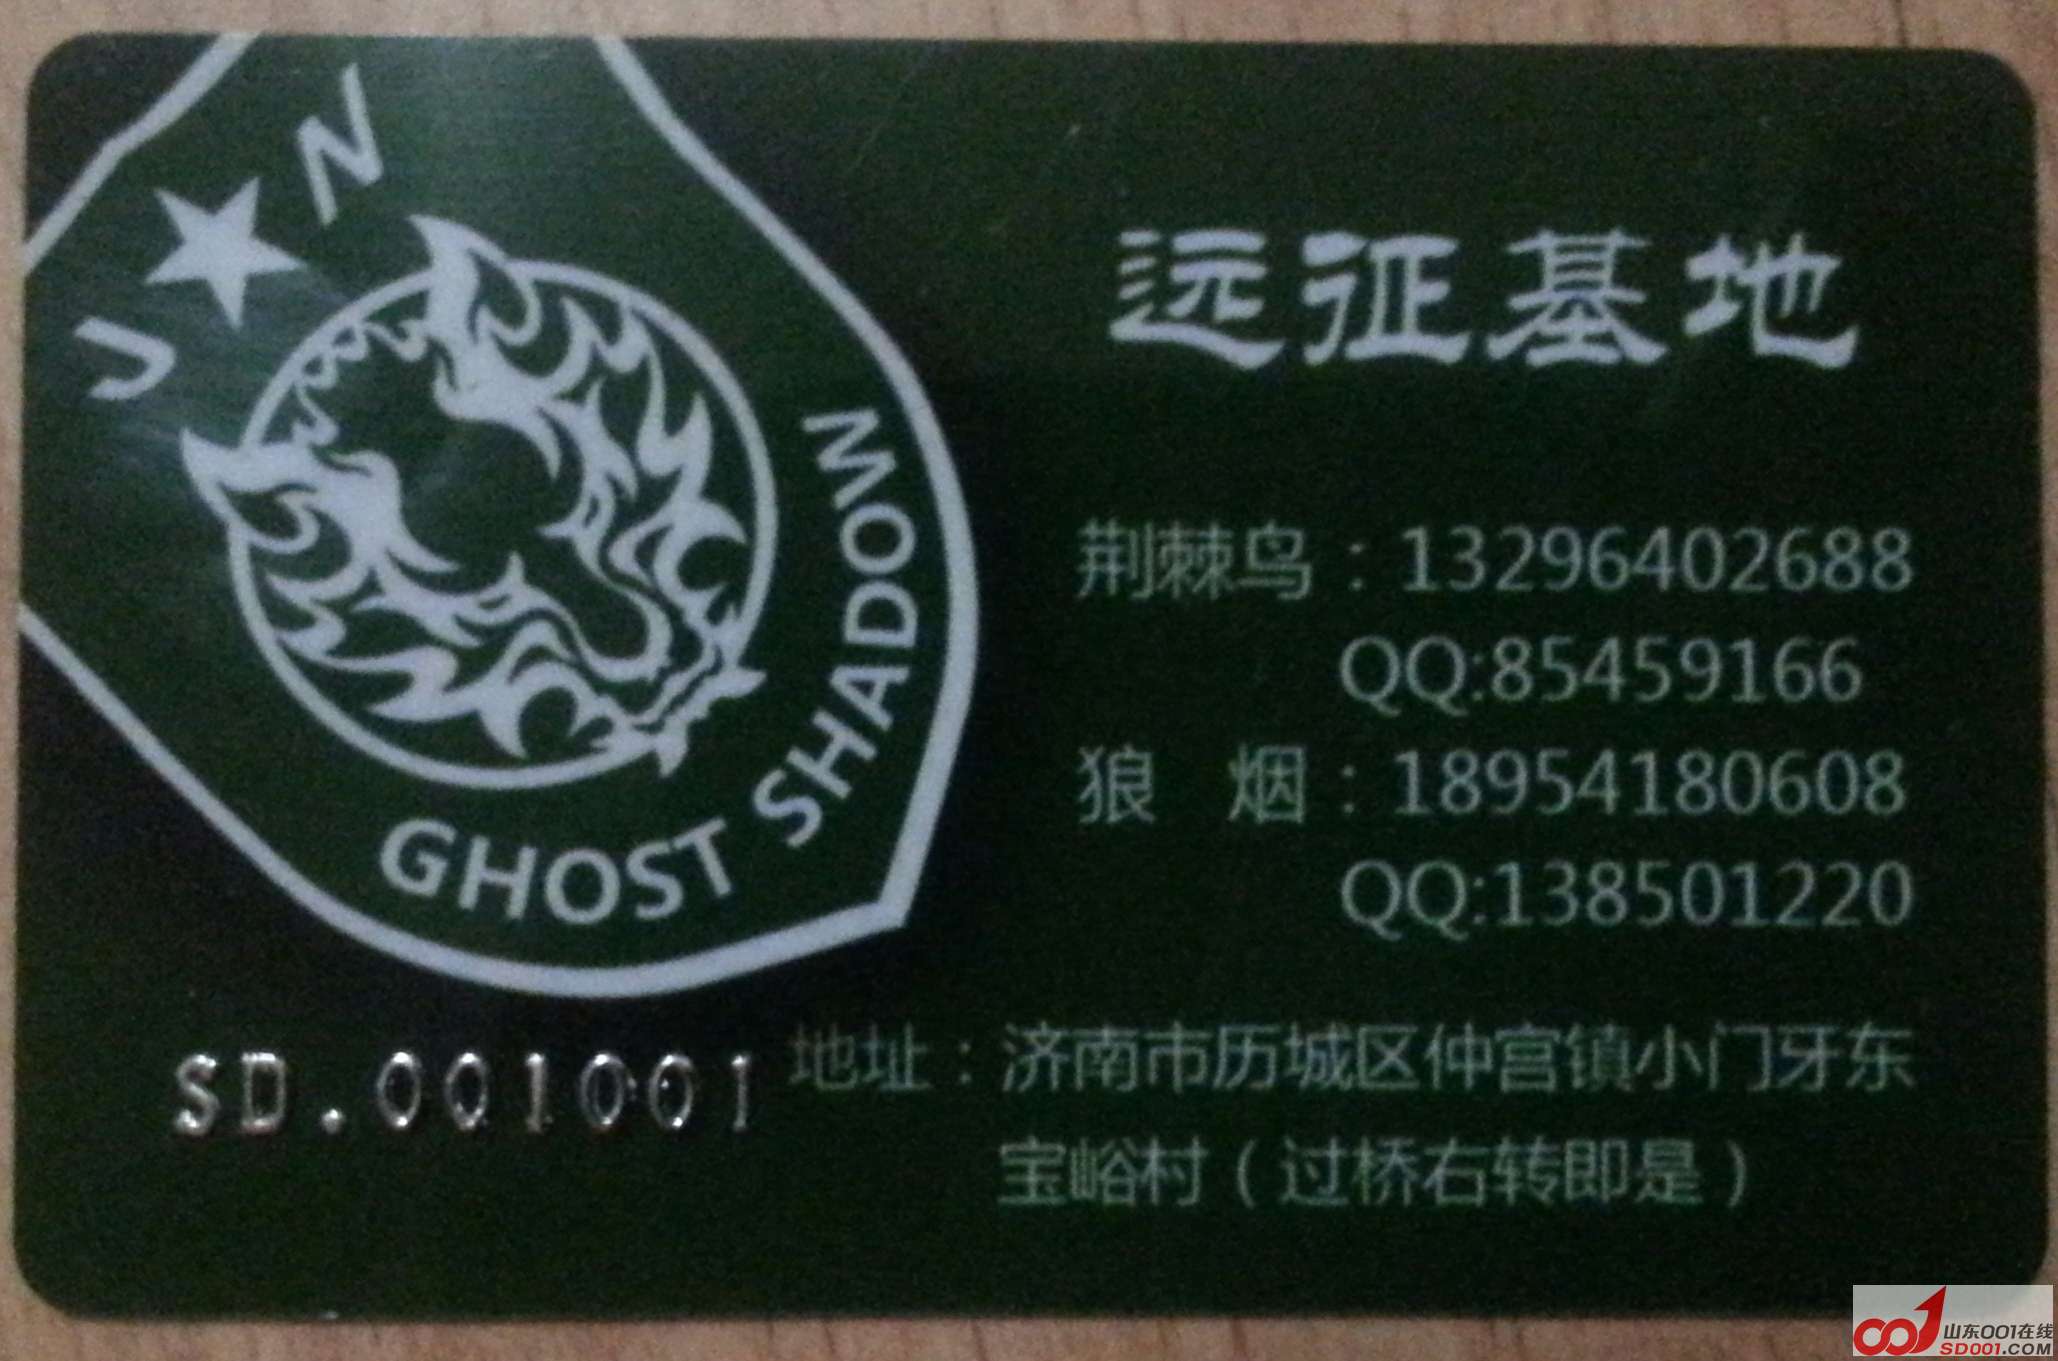 U★N
GHOST SHADOW
远征基地
荆棘鸟：13296402688
QQ:85459166
狼 烟：18954180608
QQ:138501220
SD.001001
地址：济南市历城区仲宫镇小门牙东
宝峪村（过桥右转即是）
山东001在线
SD001.COM